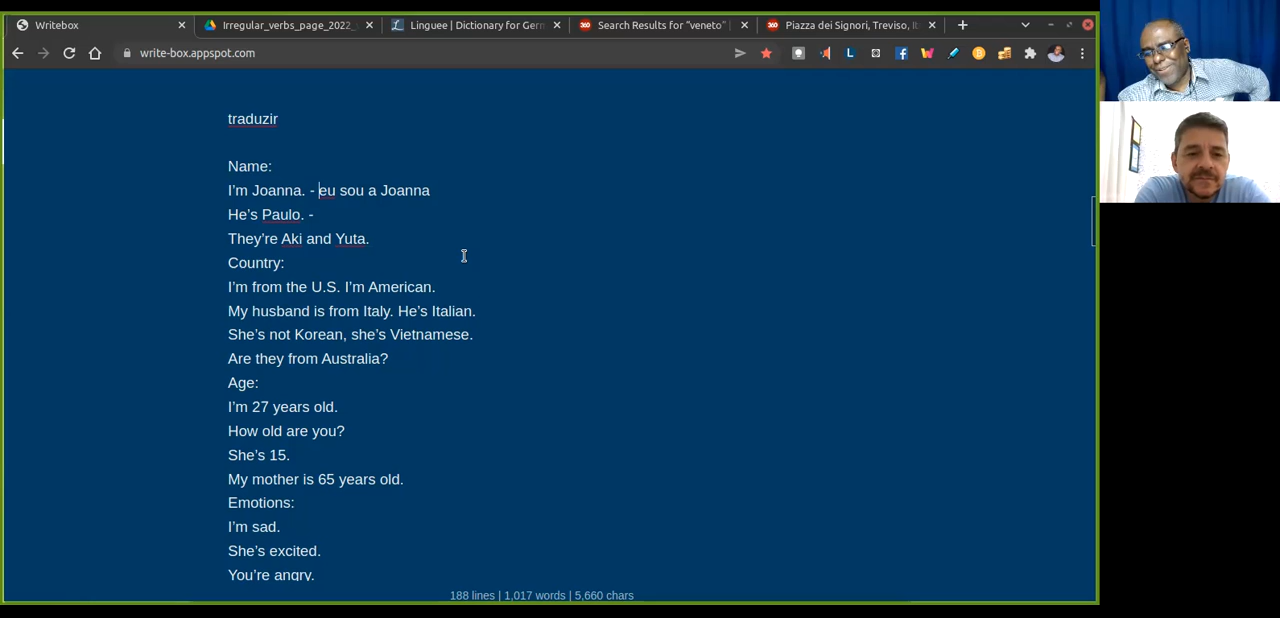 Writebox
Irregular_verbs_page_2022_
Linguee | Dictionary for Gern
Search Results for "veneto" |
Piazza dei Signori, Treviso, It
write-box.appspot.com
traduzir
Name:
I'm Joanna. - eu sou a Joanna
He's Paulo. -
They're Aki and Yuta.
Country:
I'm from the U.S. I'm American.
My husband is from Italy. He's Italian.
She's not Korean, she's Vietnamese.
Are they from Australia?
Age:
I'm 27 years old.
How old are you?
She's 15.
My mother is 65 years old.
Emotions:
I'm sad.
She's excited.
You're angry.
188 lines | 1,017 words | 5,660 chars